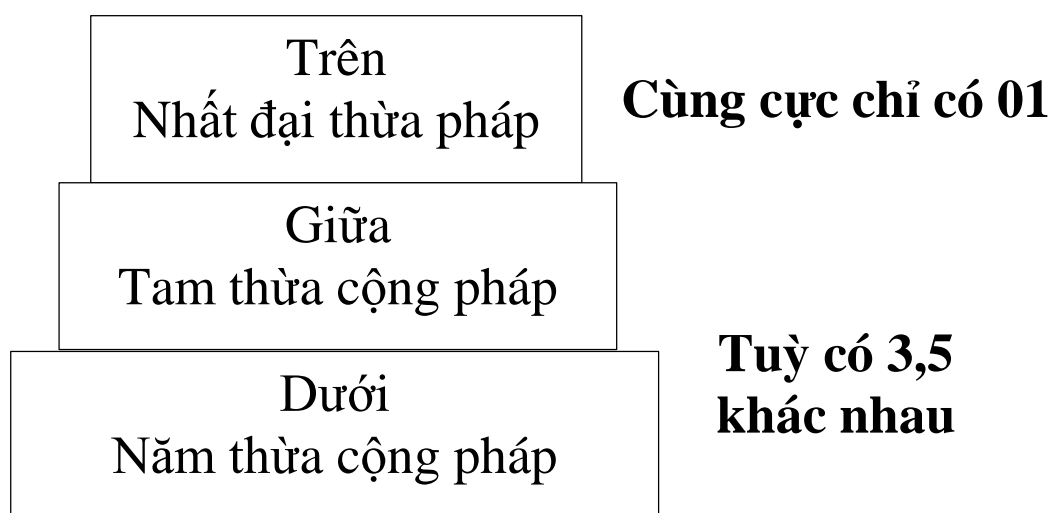 Trên
Nhất đại thừa pháp
Cùng cực chỉ có 01
Giữa
Tam thừa cộng pháp
Dưới
Năm thừa cộng pháp
Tuỳ có 3,5
khác nhau